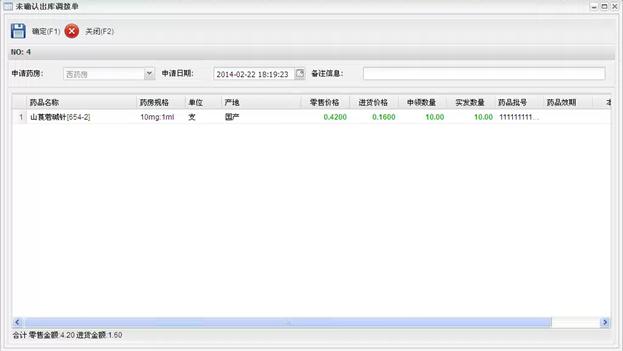 未确认出库调拨单
确定(F1) 关闭(F2)
NO: 4
申请药房: 西药房 申请日期: 2014-02-22 18:19:23 备注信息:
药品名称 药房规格 单位 产地 零售价格 进货价格 申领数量 实发数量 药品批号 药品效期
1 山莨菪碱针[654-2] 10mg:1ml 支 国产 0.4200 0.1600 10.00 10.00 111111111...
合计 零售金额:4.20 进货金额:1.60